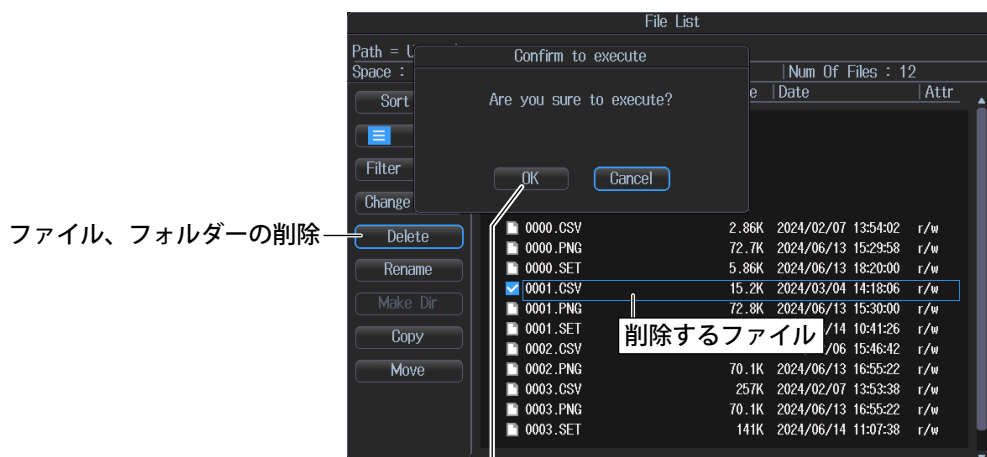 File List
Path = U
Space :
Num Of Files : 12
Confirm to execute
Are you sure to execute?
OK
Cancel
e Date Attr
Sort
Filter
Change
ファイル、フォルダーの削除
Delete
Rename
Make Dir
Copy
Move
0000.CSV 2.86K 2024/02/07 13:54:02 r/w
0000.PNG 72.7K 2024/06/13 15:29:58 r/w
0000.SET 5.86K 2024/06/13 18:20:00 r/w
0001.CSV 15.2K 2024/03/04 14:18:06 r/w
0001.PNG 72.8K 2024/06/13 15:30:00 r/w
0001.SET /14 10:41:26 r/w
削除するファイル
0002.CSV /06 15:46:42 r/w
0002.PNG 70.1K 2024/06/13 16:55:22 r/w
0003.CSV 257K 2024/02/07 13:53:38 r/w
0003.PNG 70.1K 2024/06/13 16:55:22 r/w
0003.SET 141K 2024/06/14 11:07:38 r/w